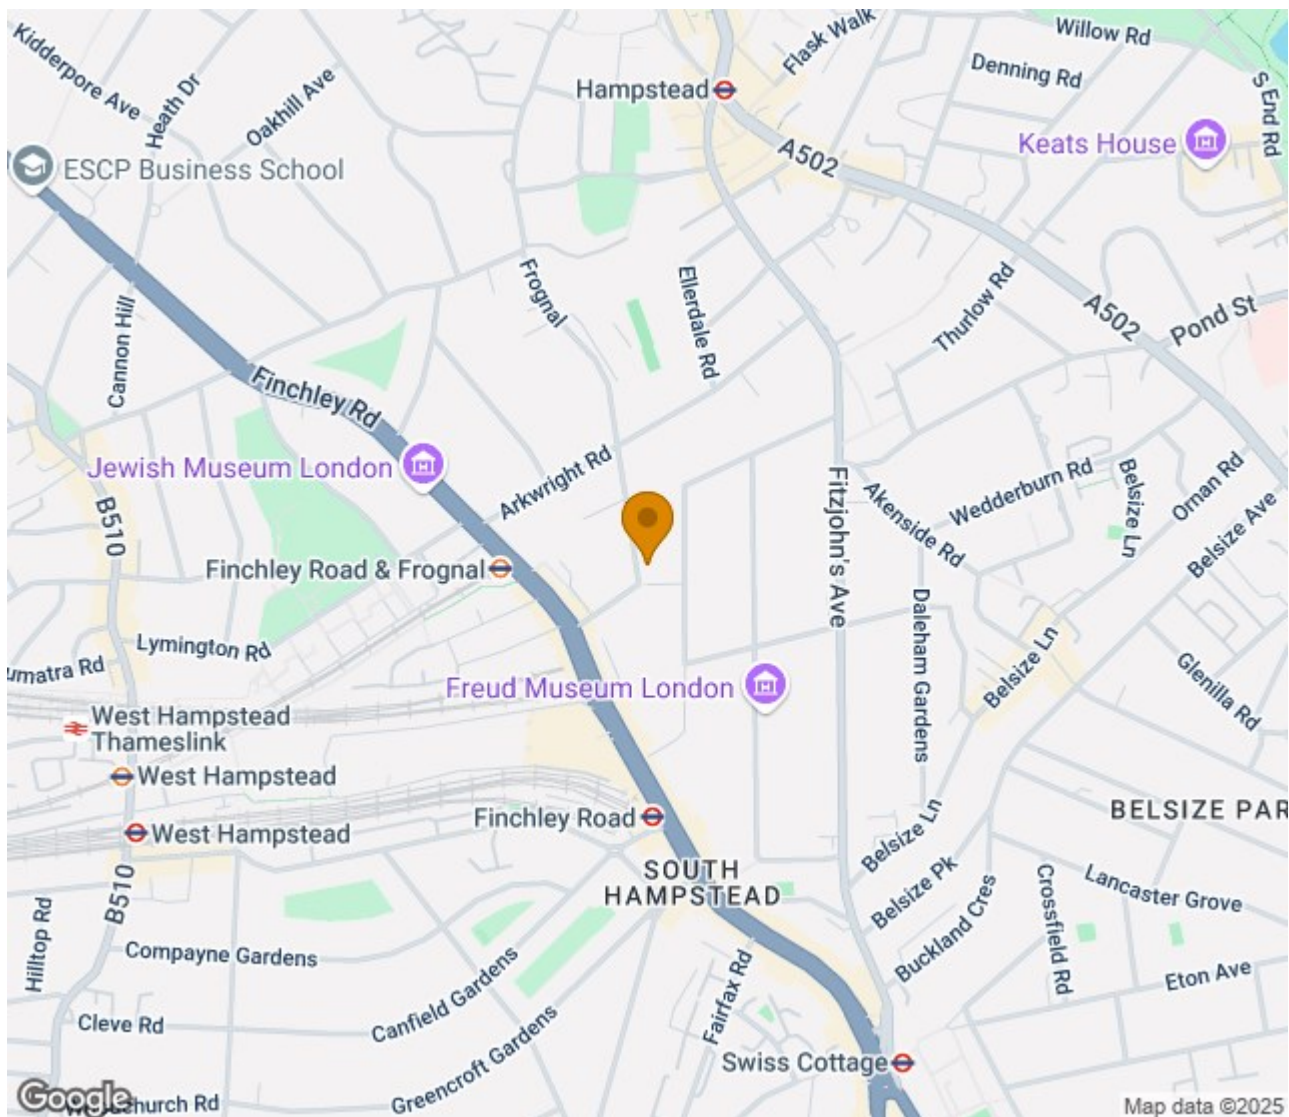 Willow Rd
Flask Walk
Denning Rd
Kidderpore Ave
Heath Dr
Oakhill Ave
Hampstead
S End Rd
Keats House
A502
ESCP Business School
Frognal
Ellerdale Rd
Thurlow Rd
A502
Pond St
Cannon Hill
Finchley Rd
Jewish Museum London
Arkwright Rd
Fitzjohn's Ave
Akenside Rd
Wedderburn Rd
Belsize Ln
Ornan Rd
Belsize Ave
B510
Finchley Road & Frognal
Daleham Gardens
Lymington Rd
umatra Rd
Belsize Ln
Glenilla Rd
Freud Museum London
West Hampstead
Thameslink
West Hampstead
Finchley Road
West Hampstead
BELSIZE PAR
Belsize Ln
SOUTH
HAMPSTEAD
B510
Hilltop Rd
Belsize Pk
Crossfield Rd
Lancaster Grove
Buckland Cres
Compayne Gardens
Canfield Gardens
Fairfax Rd
Eton Ave
Cleve Rd
Greencroft Gardens
Swiss Cottage
Google
church Rd
Map data ©2025